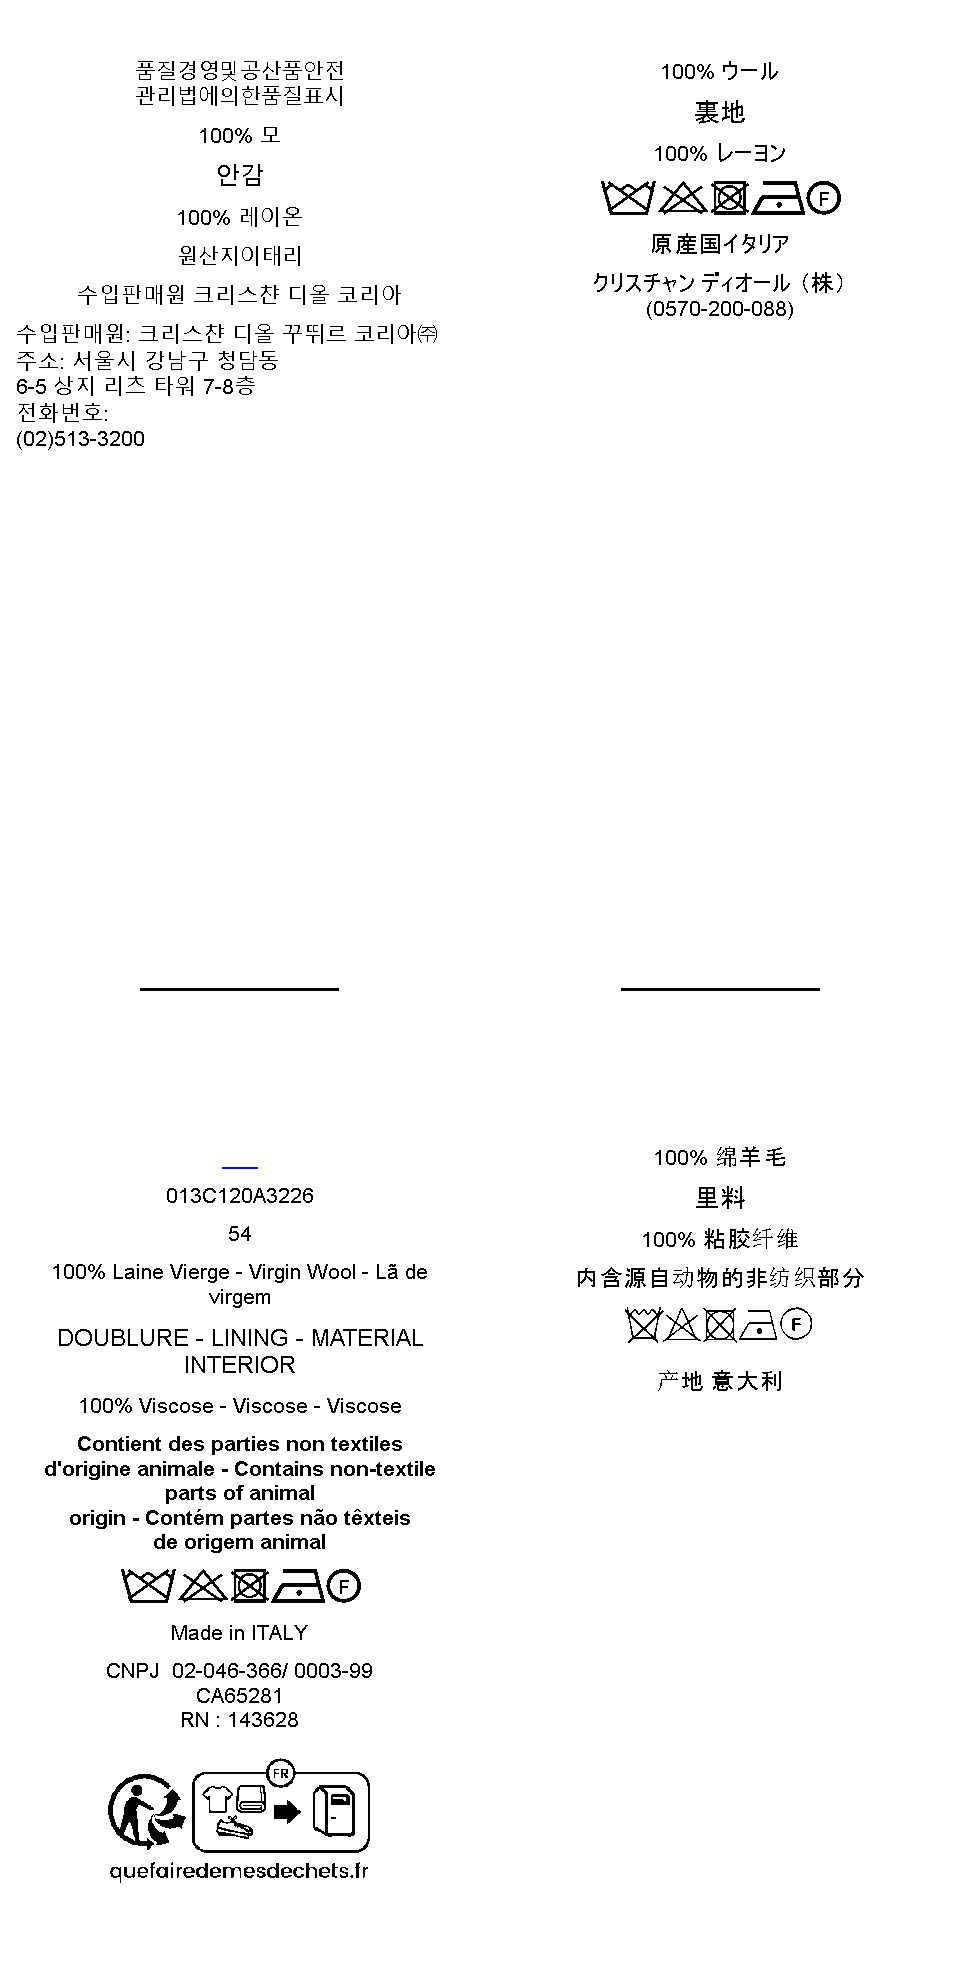 품질경영및공산품안전
관리법에의한품질표시
100% 모
안감
100% 레이온
원산지이태리
수입판매원 크리스챤 디올 코리아
수입판매원: 크리스챤 디올 꾸뛰르 코리아㈜
주소: 서울시 강남구 청담동
6-5 상지 리츠 타워 7-8층
전화번호:
(02)513-3200
100% ウール
裏地
100% レーヨン
F
原産国イタリア
クリスチャン ディオール（株）
(0570-200-088)
013C120A3226
54
100% Laine Vierge - Virgin Wool - Lã de
virgem
DOUBLURE - LINING - MATERIAL
INTERIOR
100% Viscose - Viscose - Viscose
Contient des parties non textiles
d'origine animale - Contains non-textile
parts of animal
origin - Contém partes não têxteis
de origem animal
F
Made in ITALY
CNPJ  02-046-366/ 0003-99
CA65281
RN : 143628
FR
quefairedemesdechets.fr
100% 绵羊毛
里料
100% 粘胶纤维
内含源自动物的非纺织部分
F
产地 意大利